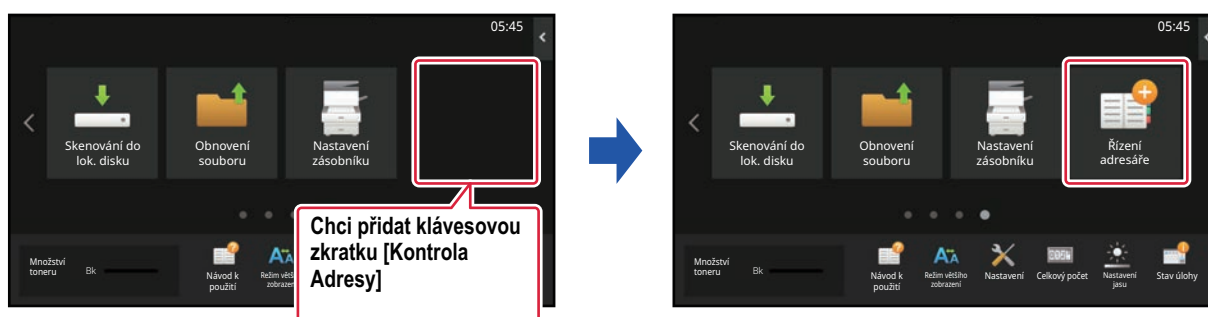 05:45
Skenování do
lok. disku
Obnovení
souboru
Nastavení
zásobníku
Chci přidat klávesovou
zkratku [Kontrola
Adresy]
Množství
toneru
Bk
Návod k
použití
Režim větš
zobrazen
05:45
Skenování do
lok. disku
Obnovení
souboru
Nastavení
zásobníku
Řízení
adresáře
Množství
toneru
Bk
Návod k
použití
Režim většího
zobrazení
Nastavení
Celkový počet
Nastavení
jasu
Stav úlohy